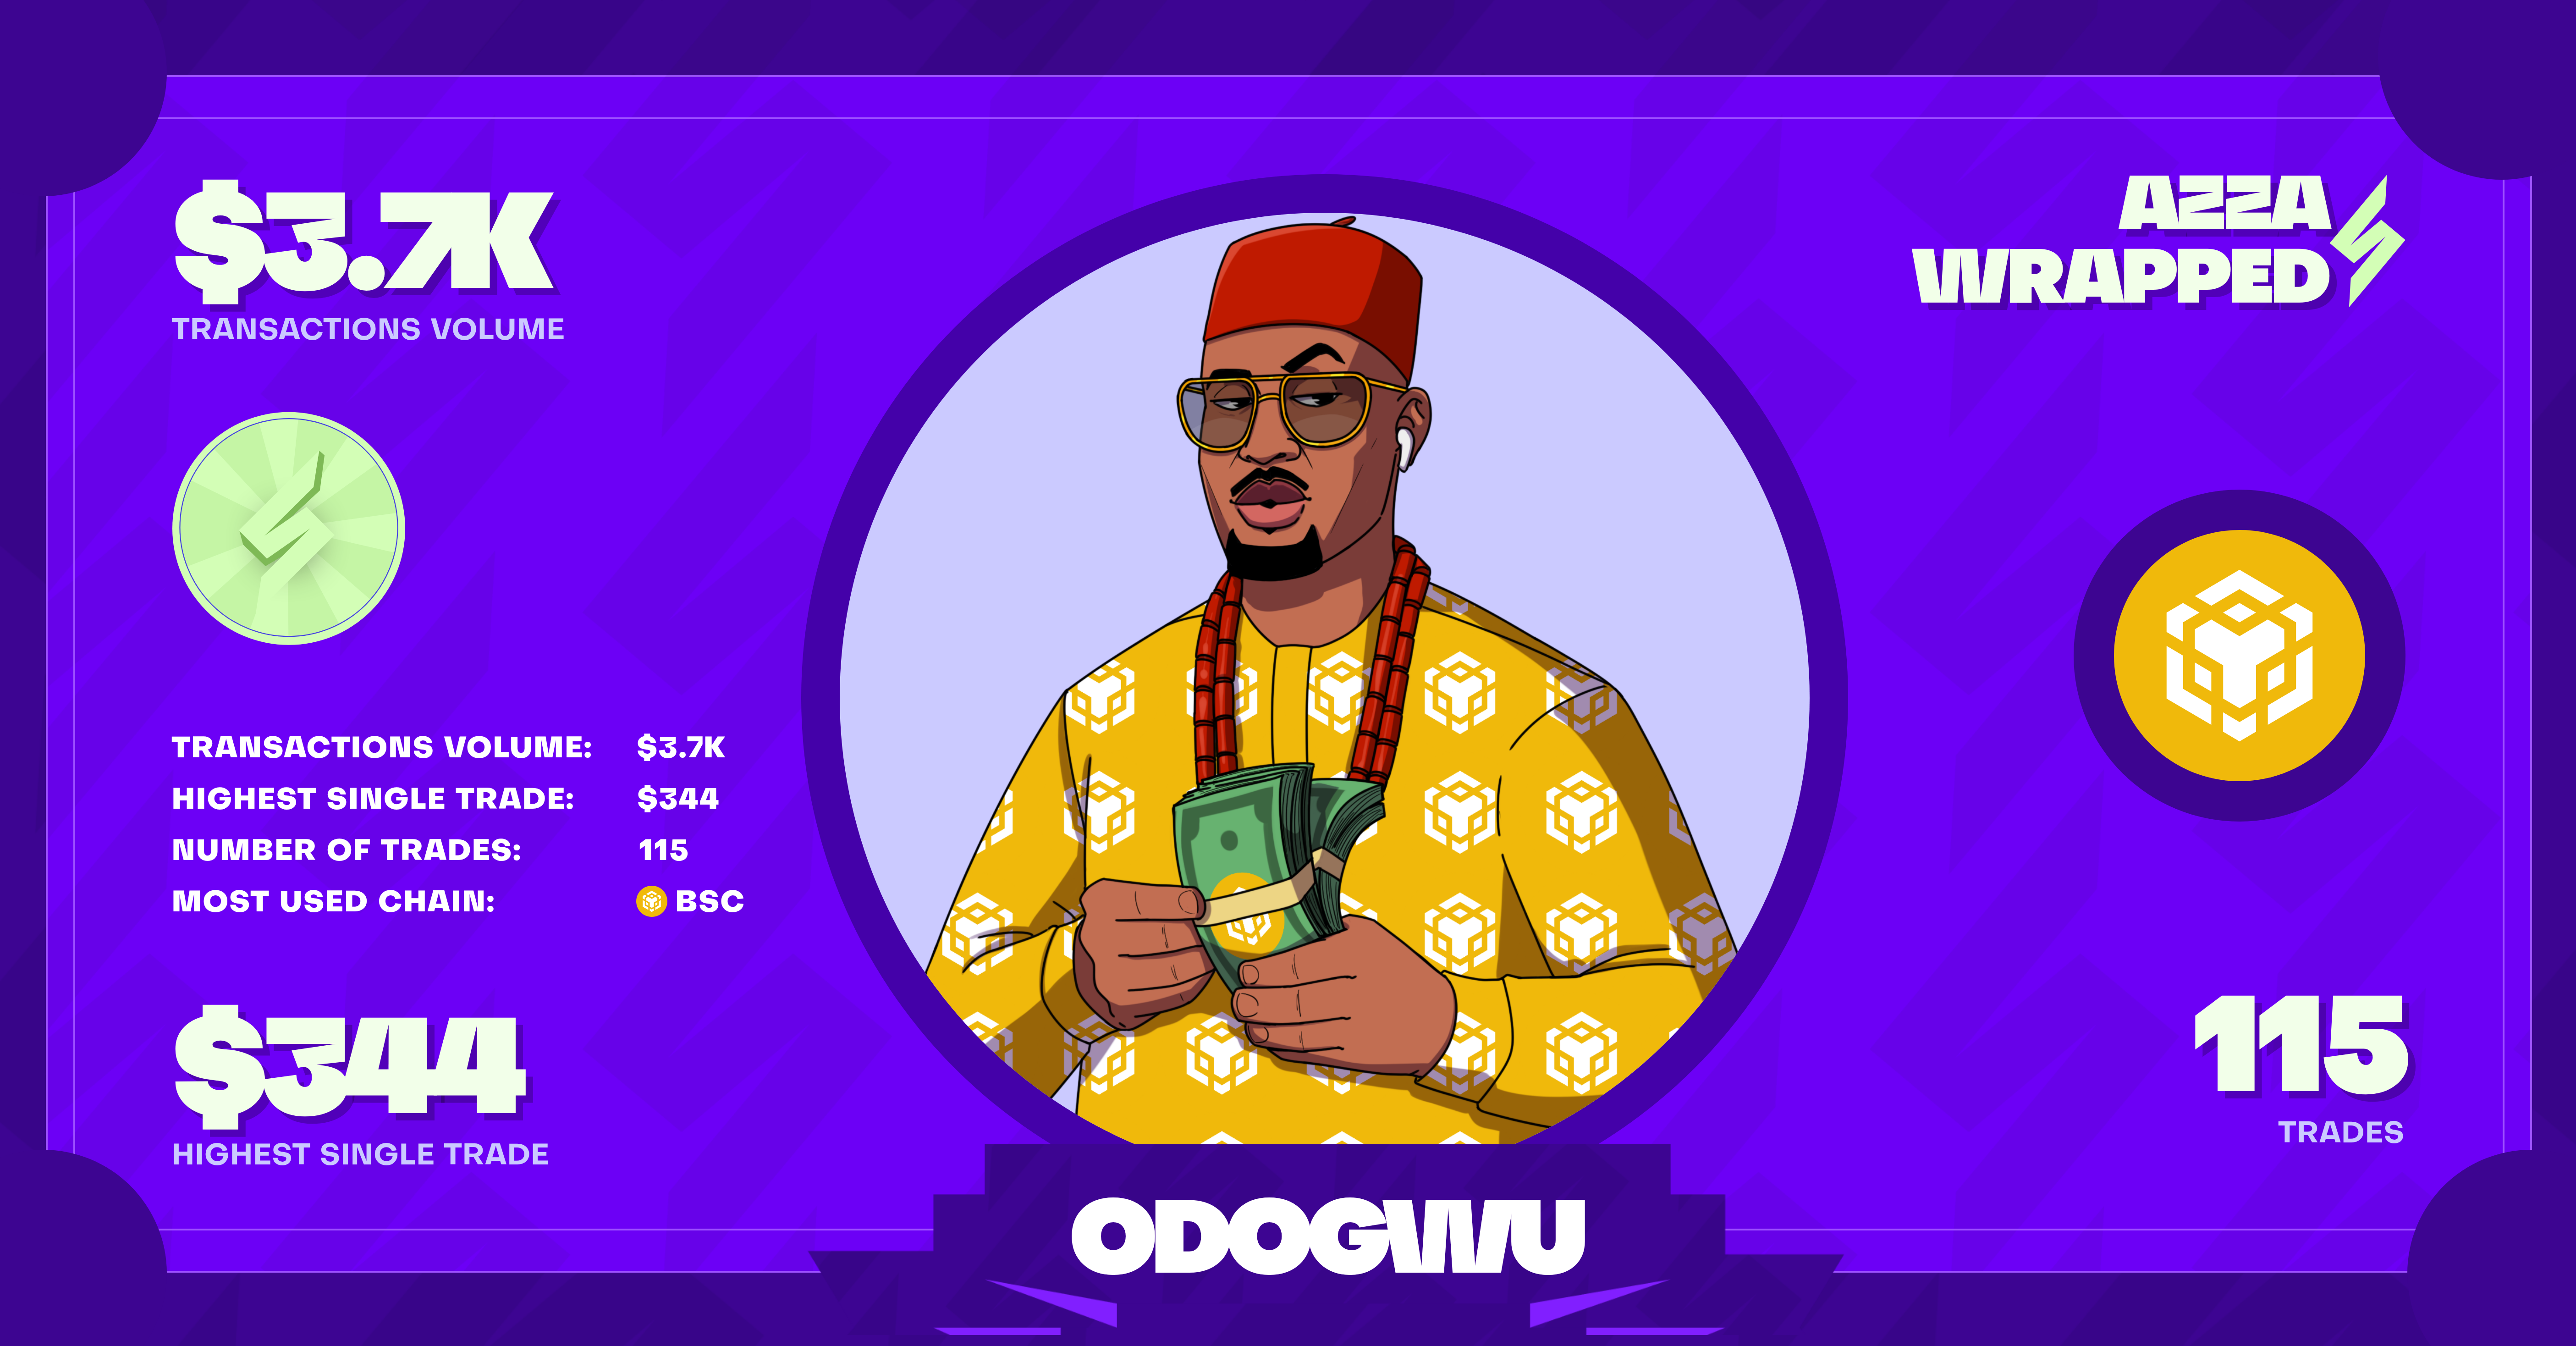 $3.7K
TRANSACTIONS VOLUME
AZZA
WRAPPED
TRANSACTIONS VOLUME: $3.7K
HIGHEST SINGLE TRADE: $344
NUMBER OF TRADES: 115
MOST USED CHAIN: BSC
$344
HIGHEST SINGLE TRADE
115
TRADES
ODOGWU